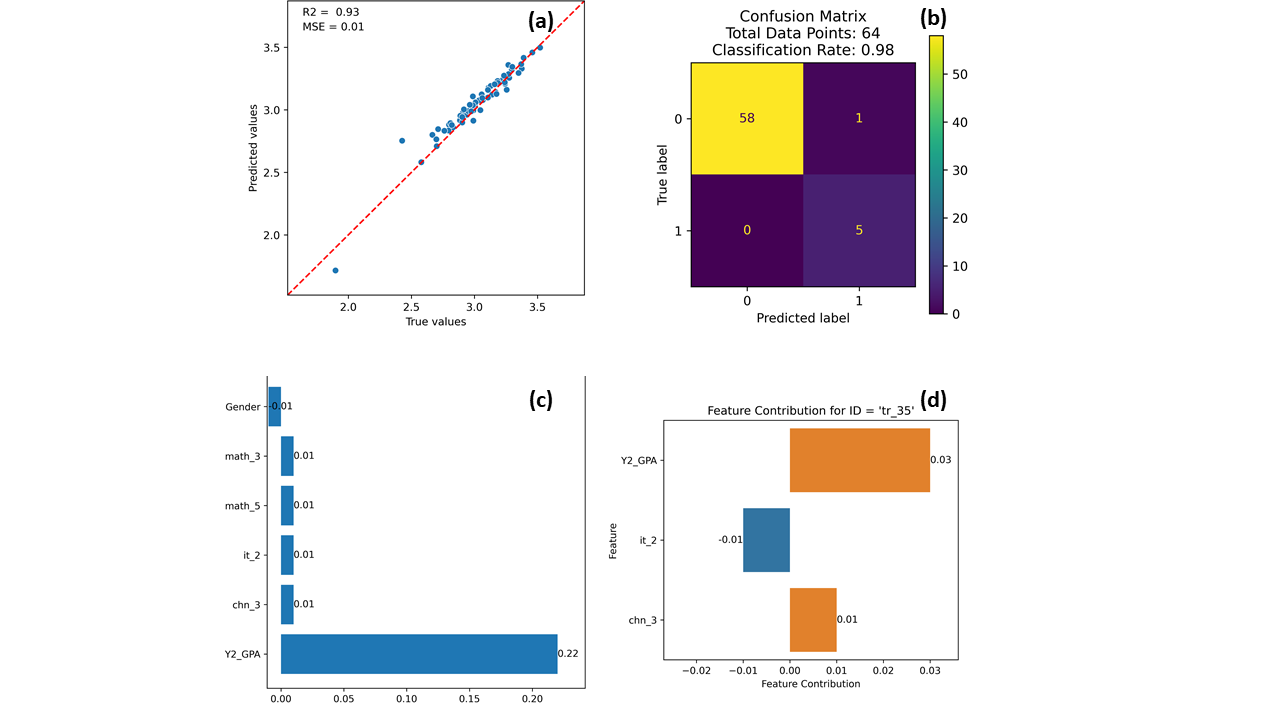 (a)
R2 = 0.93
MSE = 0.01
3.5
3.0
2.5
2.0
Predicted values
2.0 2.5 3.0 3.5
True values
(b)
Confusion Matrix
Total Data Points: 64
Classification Rate: 0.98
0
1
True label
58 1
0 5
0 1
Predicted label
50
40
30
20
10
0
(c)
Gender -0.01
math_3 0.01
math_5 0.01
it_2 0.01
chn_3 0.01
Y2_GPA 0.22
0.00 0.05 0.10 0.15 0.20
(d)
Feature Contribution for ID = 'tr_35'
Feature
Y2_GPA 0.03
it_2 -0.01
chn_3 0.01
−0.02 −0.01 0.00 0.01 0.02 0.03
Feature Contribution